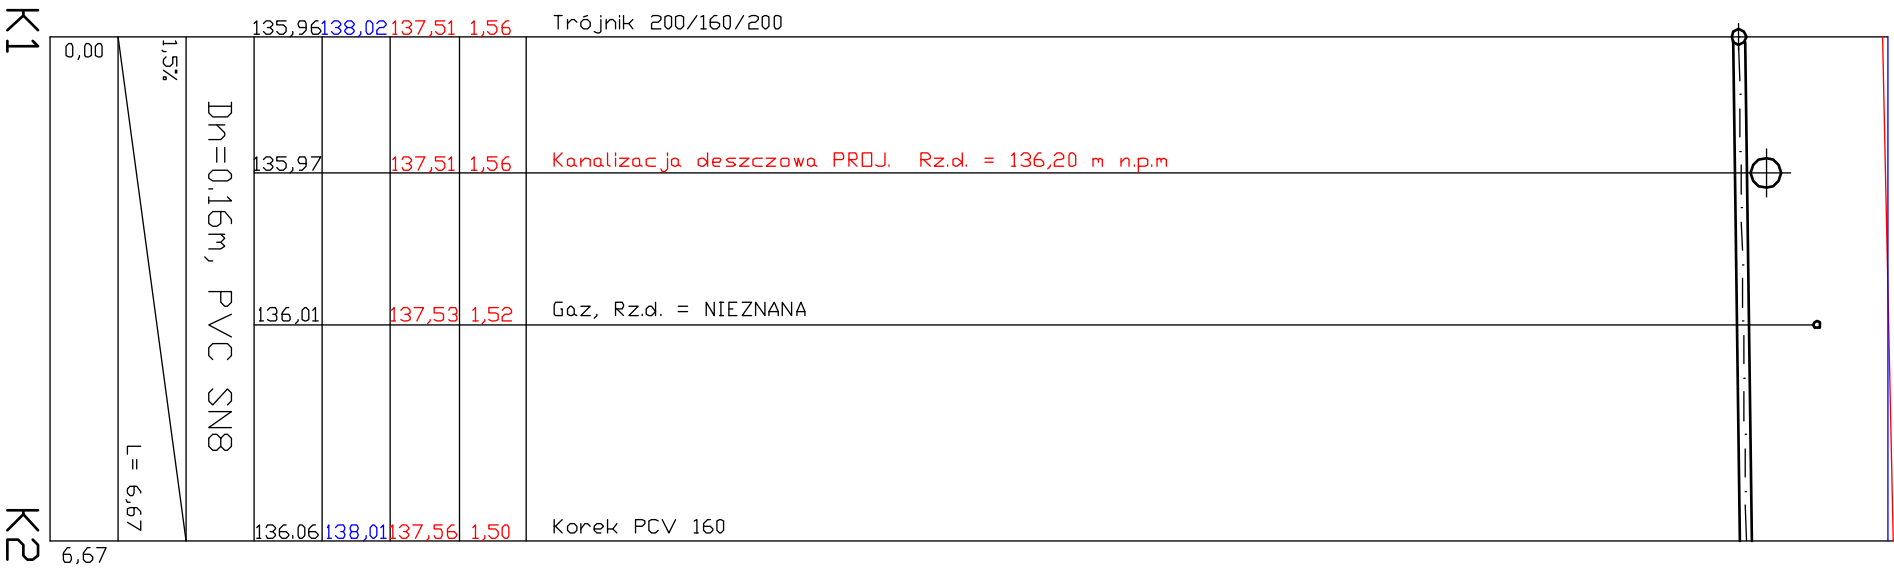 K1
0,00
1,5%
135,96 138,02 137,51 1,56 Trójnik 200/160/200
Dn=0.16m, PVC SN8
135,97 137,51 1,56 Kanalizacja deszczowa PROJ. Rz.d. = 136,20 m n.p.m
136,01 137,53 1,52 Gaz, Rz.d. = NIEZNANA
L = 6,67
136.06 138,01 137,56 1,50 Korek PCV 160
K2
6,67